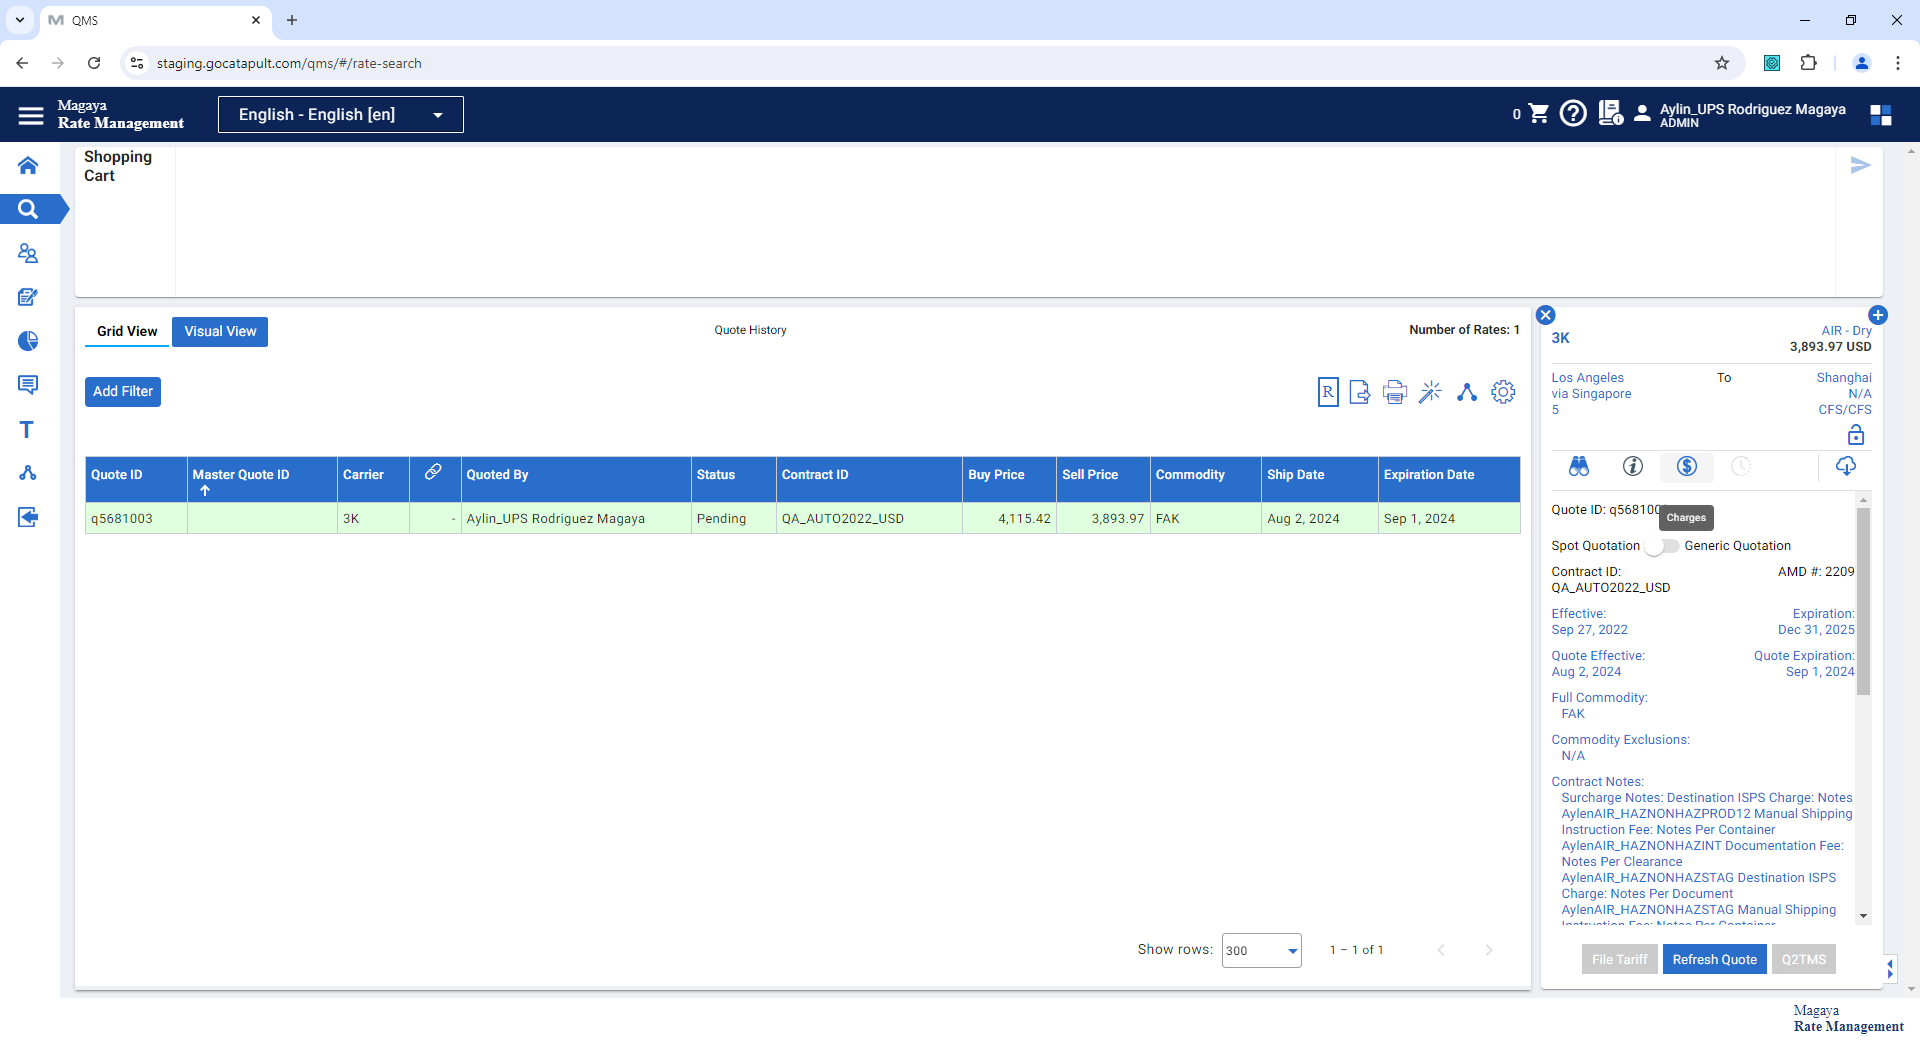 QMS
staging.gocatapult.com/qms/#/rate-search
Magaya
Rate Management
English - English [en]
0
Aylin_UPS Rodriguez Magaya
ADMIN
Shopping
Cart
Grid View
Visual View
Quote History
Number of Rates: 1
Add Filter
R
Quote ID
Master Quote ID
Carrier
Quoted By
Status
Contract ID
Buy Price
Sell Price
Commodity
Ship Date
Expiration Date
q5681003
3K
-
Aylin_UPS Rodriguez Magaya
Pending
QA_AUTO2022_USD
4,115.42
3,893.97
FAK
Aug 2, 2024
Sep 1, 2024
Show rows:
300
1 – 1 of 1
3K
AIR - Dry
3,893.97 USD
Los Angeles
To
Shanghai
via Singapore
N/A
5
CFS/CFS
Quote ID: q568100
Charges
Spot Quotation
Generic Quotation
Contract ID:
AMD #: 2209
QA_AUTO2022_USD
Effective:
Expiration:
Sep 27, 2022
Dec 31, 2025
Quote Effective:
Quote Expiration:
Aug 2, 2024
Sep 1, 2024
Full Commodity:
FAK
Commodity Exclusions:
N/A
Contract Notes:
Surcharge Notes: Destination ISPS Charge: Notes
AylenAIR_HAZNONHAZPROD12 Manual Shipping
Instruction Fee: Notes Per Container
AylenAIR_HAZNONHAZINT Documentation Fee:
Notes Per Clearance
AylenAIR_HAZNONHAZSTAG Destination ISPS
Charge: Notes Per Document
AylenAIR_HAZNONHAZSTAG Manual Shipping
Instruction Fee: Notes Per Container
File Tariff
Refresh Quote
Q2TMS
Magaya
Rate Management